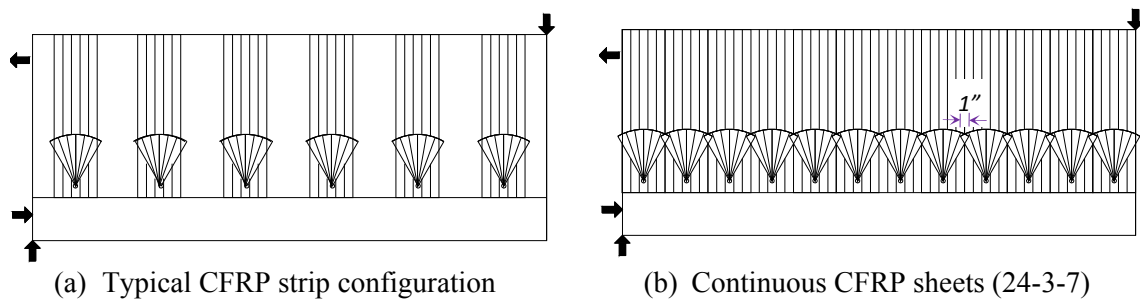 1”
(a) Typical CFRP strip configuration
(b) Continuous CFRP sheets (24-3-7)